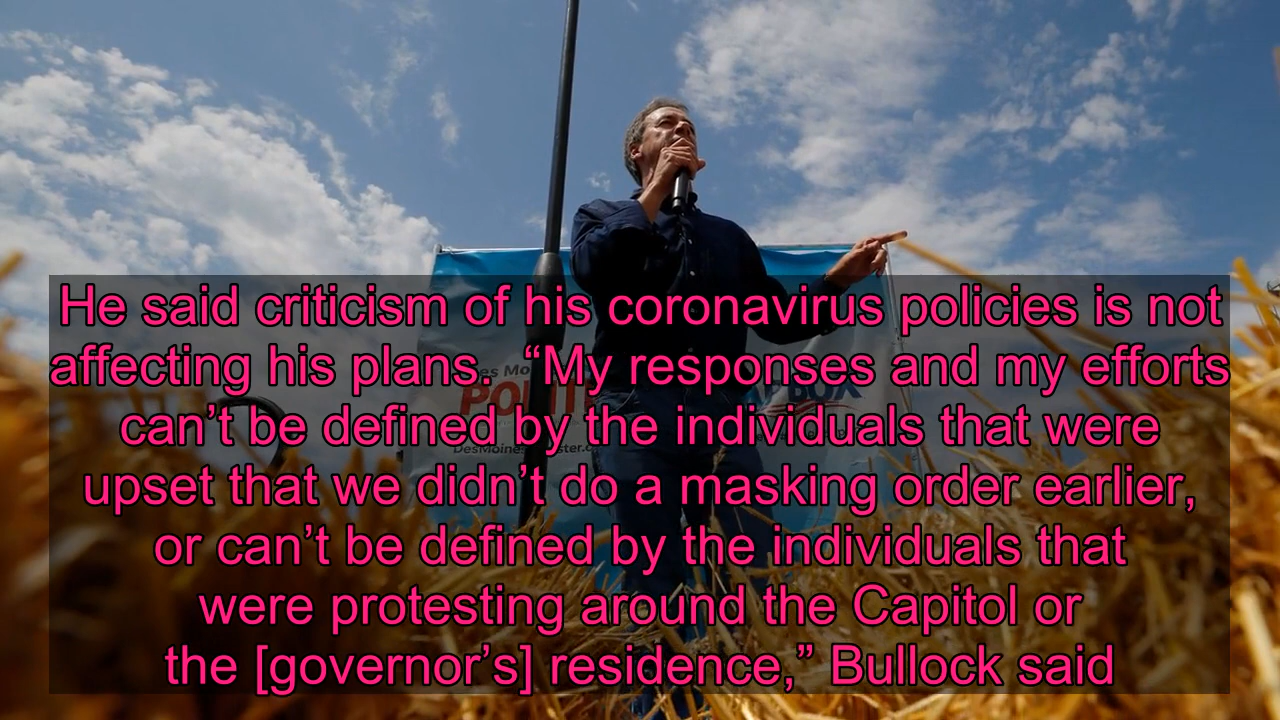 He said criticism of his coronavirus policies is not
affecting his plans. “My responses and my efforts
can’t be defined by the individuals that were
upset that we didn’t do a masking order earlier,
or can’t be defined by the individuals that
were protesting around the Capitol or
the [governor’s] residence,” Bullock said